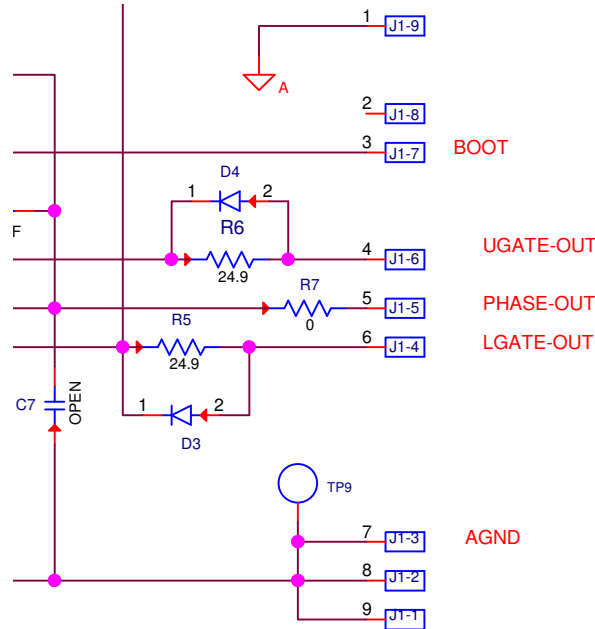 1 J1-9
A
2 J1-8
3 J1-7 BOOT
D4
1 2
F
R6
24.9
4 J1-6 UGATE-OUT
R7
0
5 J1-5 PHASE-OUT
R5
24.9
6 J1-4 LGATE-OUT
C7 OPEN
1 2
D3
TP9
7 J1-3 AGND
8 J1-2
9 J1-1